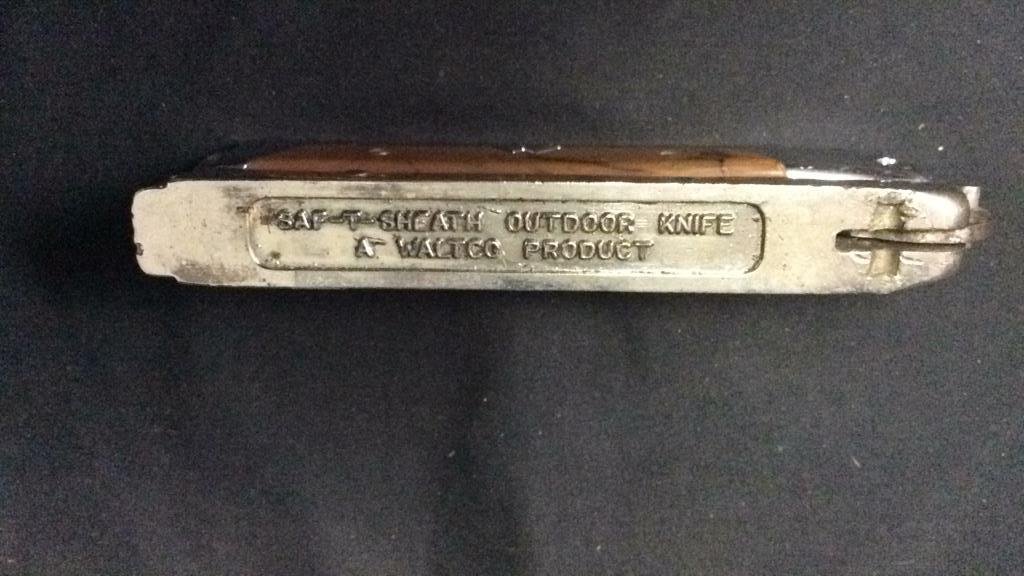 SAF-T-SHEATH OUTDOOR KNIFE
A WALTCO PRODUCT